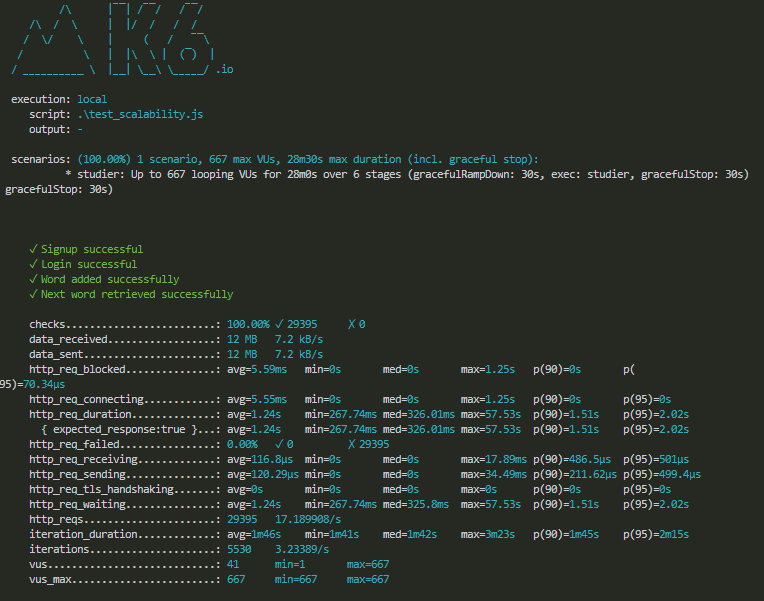 K6
.io
execution: local
script: .\test_scalability.js
output: -
scenarios: (100.00%) 1 scenario, 667 max VUs, 28m30s max duration (incl. graceful stop):
* studier: Up to 667 looping VUs for 28m0s over 6 stages (gracefulRampDown: 30s, exec: studier, gracefulStop: 30s)
gracefulStop: 30s)
✓ Signup successful
✓ Login successful
✓ Word added successfully
✓ Next word retrieved successfully
checks.........................: 100.00% ✓ 29395 ✗ 0
data_received..................: 12 MB 7.2 kB/s
data_sent......................: 12 MB 7.2 kB/s
http_req_blocked...............: avg=5.59ms min=0s med=0s max=1.25s p(90)=0s p(
95)=70.34µs
http_req_connecting............: avg=5.55ms min=0s med=0s max=1.25s p(90)=0s p(95)=0s
http_req_duration..............: avg=1.24s min=267.74ms med=326.01ms max=57.53s p(90)=1.51s p(95)=2.02s
{ expected_response:true }...: avg=1.24s min=267.74ms med=326.01ms max=57.53s p(90)=1.51s p(95)=2.02s
http_req_failed................: 0.00% ✓ 0 ✗ 29395
http_req_receiving.............: avg=116.8µs min=0s med=0s max=17.89ms p(90)=486.5µs p(95)=501µs
http_req_sending...............: avg=120.29µs min=0s med=0s max=34.49ms p(90)=211.62µs p(95)=499.4µs
http_req_tls_handshaking.......: avg=0s min=0s med=0s max=0s p(90)=0s p(95)=0s
http_req_waiting...............: avg=1.24s min=267.74ms med=325.8ms max=57.53s p(90)=1.51s p(95)=2.02s
http_reqs......................: 29395 17.189908/s
iteration_duration.............: avg=1m46s min=1m41s med=1m42s max=3m23s p(90)=1m45s p(95)=2m15s
iterations.....................: 5530 3.23389/s
vus............................: 41 min=1 max=667
vus_max........................: 667 min=667 max=667